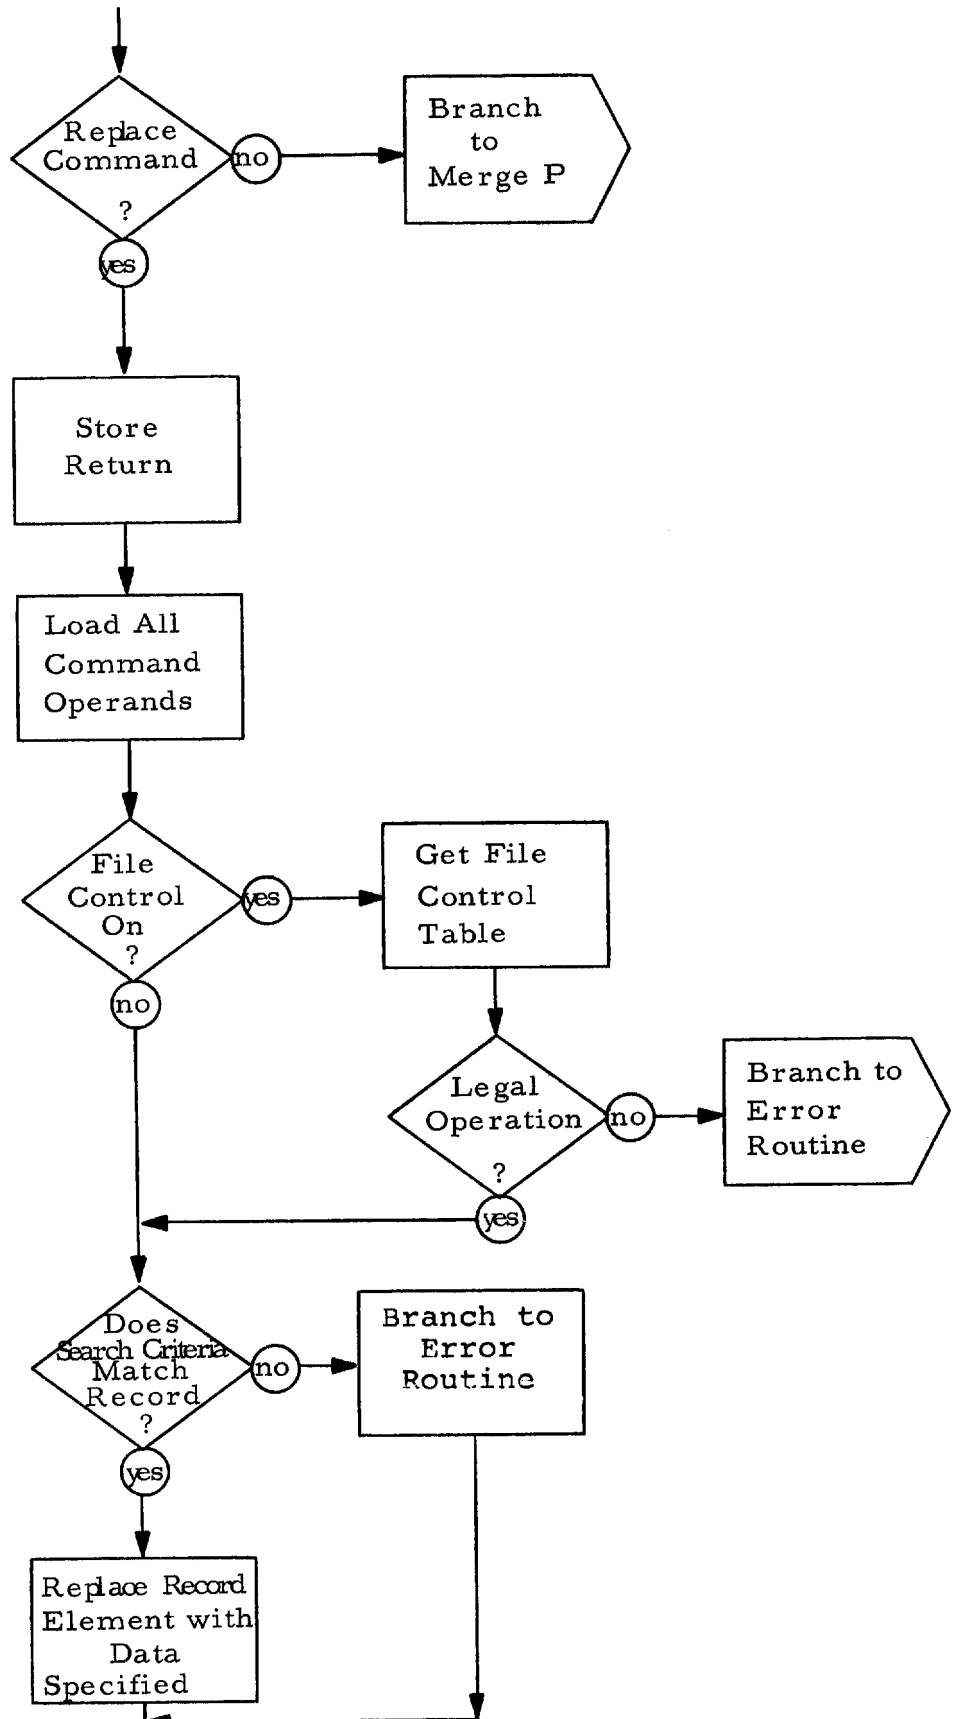 Replace
Command
?
no
Branch
to
Merge P
yes
Store
Return
Load All
Command
Operands
File
Control
On
?
yes
Get File
Control
Table
no
Legal
Operation
?
no
Branch to
Error
Routine
yes
Does
Search Criteria
Match
Record
?
no
Branch to
Error
Routine
yes
Replace Record
Element with
Data
Specified